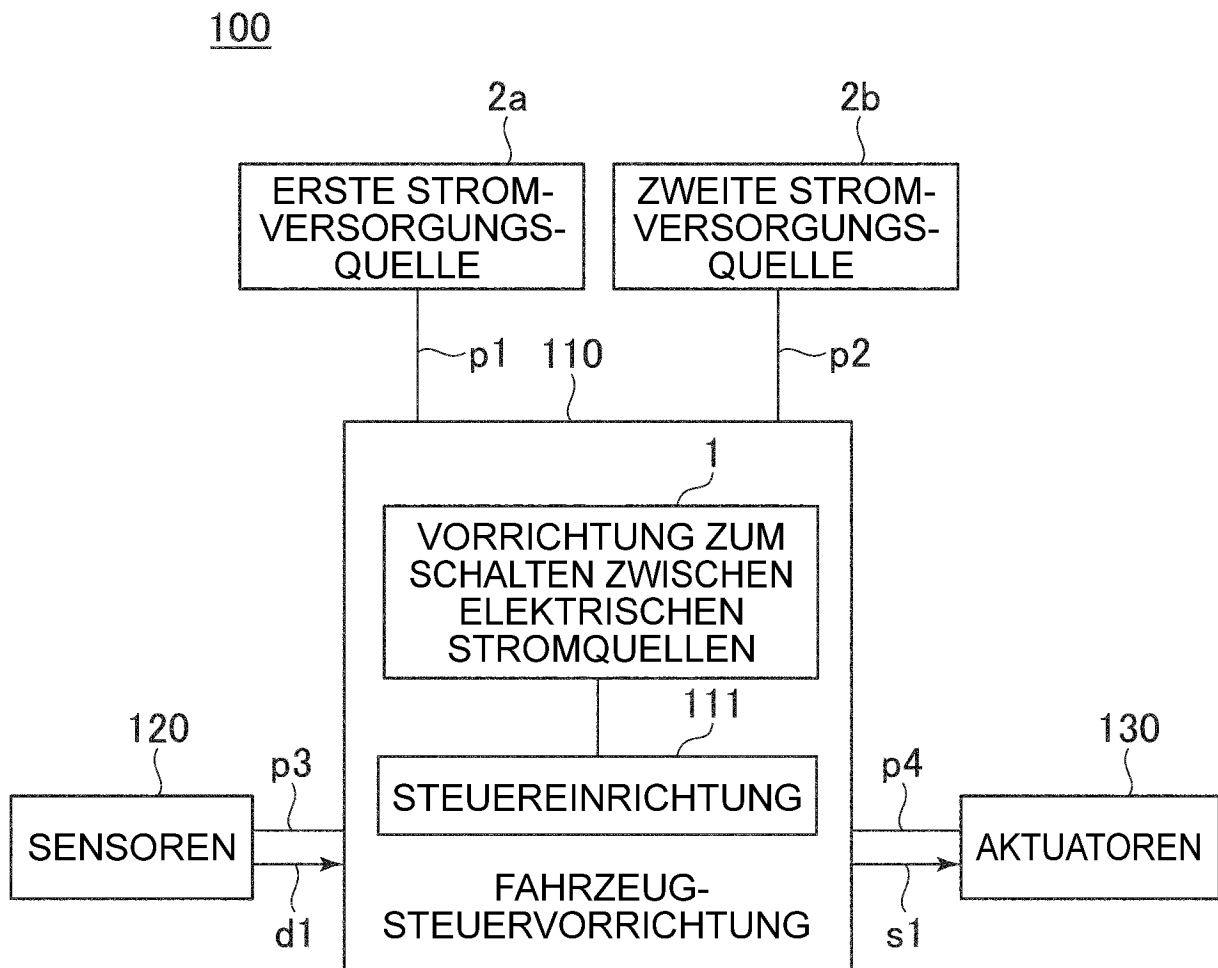 100
2a
2b
ERSTE STROM-
VERSORGUNGS-
QUELLE
ZWEITE STROM-
VERSORGUNGS-
QUELLE
p1
110
p2
1
VORRICHTUNG ZUM
SCHALTEN ZWISCHEN
ELEKTRISCHEN
STROMQUELLEN
111
120
130
p3
p4
STEUEREINRICHTUNG
SENSOREN
AKTUATOREN
d1
s1
FAHRZEUG-
STEUERVORRICHTUNG